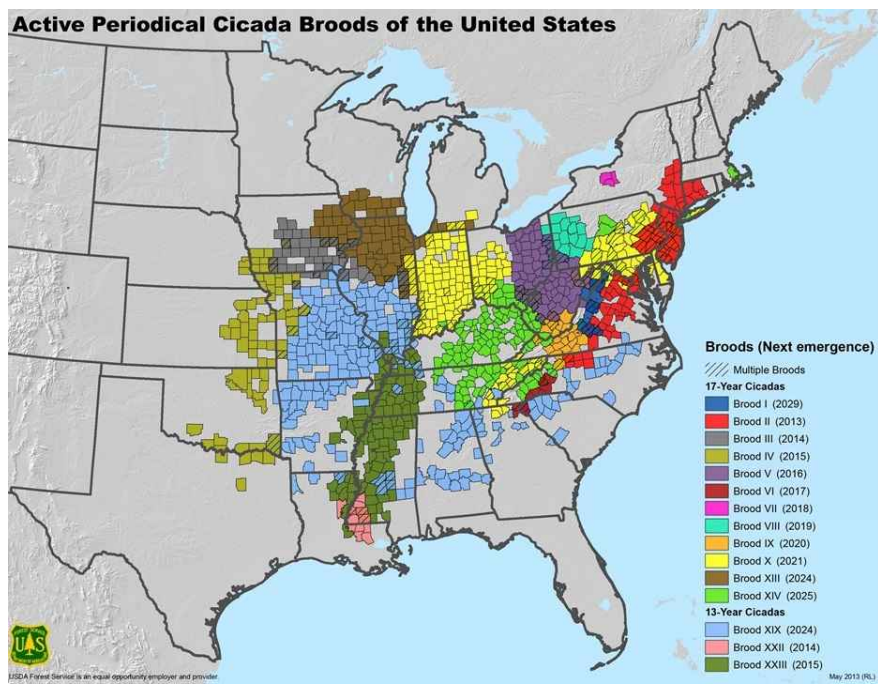 Active Periodical Cicada Broods of the United States
Broods (Next emergence)
Multiple Broods
17-Year Cicadas
Brood I (2029)
Brood II (2013)
Brood III (2014)
Brood IV (2015)
Brood V (2016)
Brood VI (2017)
Brood VII (2018)
Brood VIII (2019)
Brood IX (2020)
Brood X (2021)
Brood XIII (2024)
Brood XIV (2025)
13-Year Cicadas
Brood XIX (2024)
Brood XXII (2014)
Brood XXIII (2015)
FOREST SERVICE
U S
USDA Forest Service is an equal opportunity employer and provider.
May 2013 (RL)